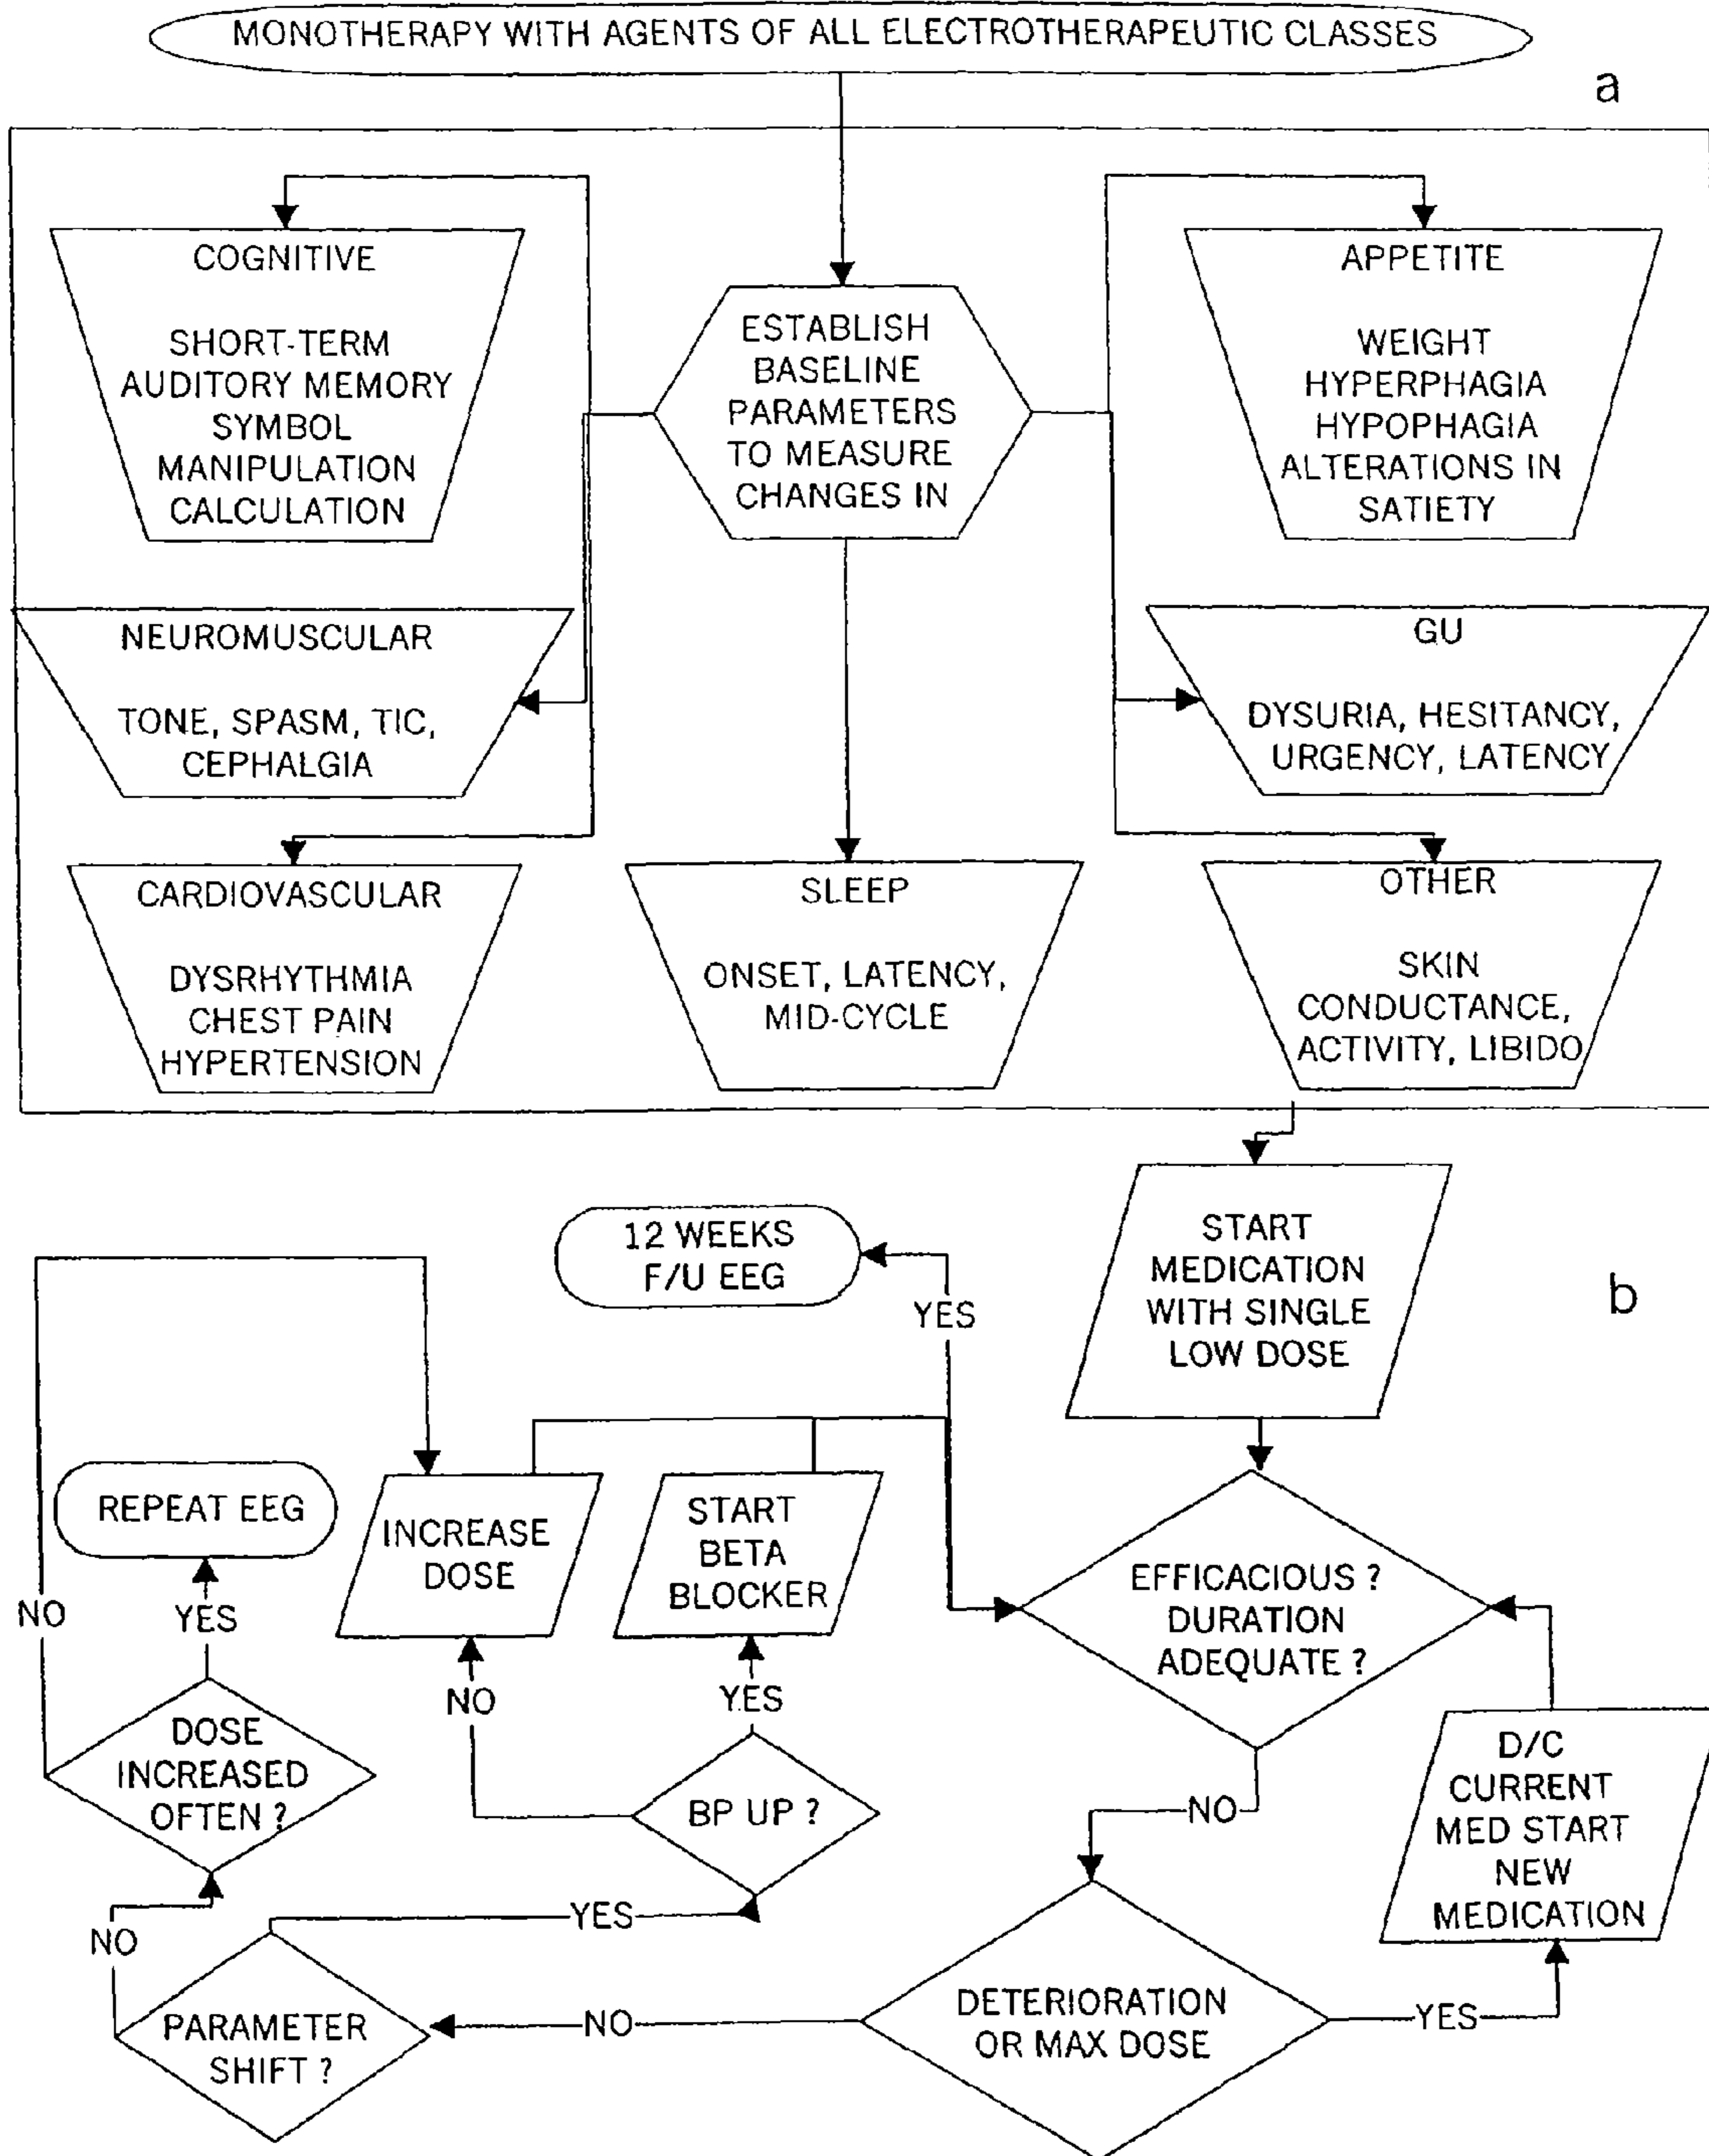 MONOTHERAPY WITH AGENTS OF ALL ELECTROTHERAPEUTIC CLASSES
a
COGNITIVE
SHORT-TERM
AUDITORY MEMORY
SYMBOL
MANIPULATION
CALCULATION
ESTABLISH
BASELINE
PARAMETERS
TO MEASURE
CHANGES IN
APPETITE
WEIGHT
HYPERPHAGIA
HYPOPHAGIA
ALTERATIONS IN
SATIETY
NEUROMUSCULAR
TONE, SPASM, TIC,
CEPHALGIA
GU
DYSURIA, HESITANCY,
URGENCY, LATENCY
CARDIOVASCULAR
DYSRHYTHMIA
CHEST PAIN
HYPERTENSION
SLEEP
ONSET, LATENCY,
MID-CYCLE
OTHER
SKIN
CONDUCTANCE,
ACTIVITY, LIBIDO
START
MEDICATION
WITH SINGLE
LOW DOSE
b
12 WEEKS
F/U EEG
YES
REPEAT EEG
INCREASE
DOSE
START
BETA
BLOCKER
EFFICACIOUS ?
DURATION
ADEQUATE ?
NO
YES
NO
YES
DOSE
INCREASED
OFTEN ?
BP UP ?
NO
D/C
CURRENT
MED START
NEW
MEDICATION
NO
YES
PARAMETER
SHIFT ?
NO
DETERIORATION
OR MAX DOSE
YES